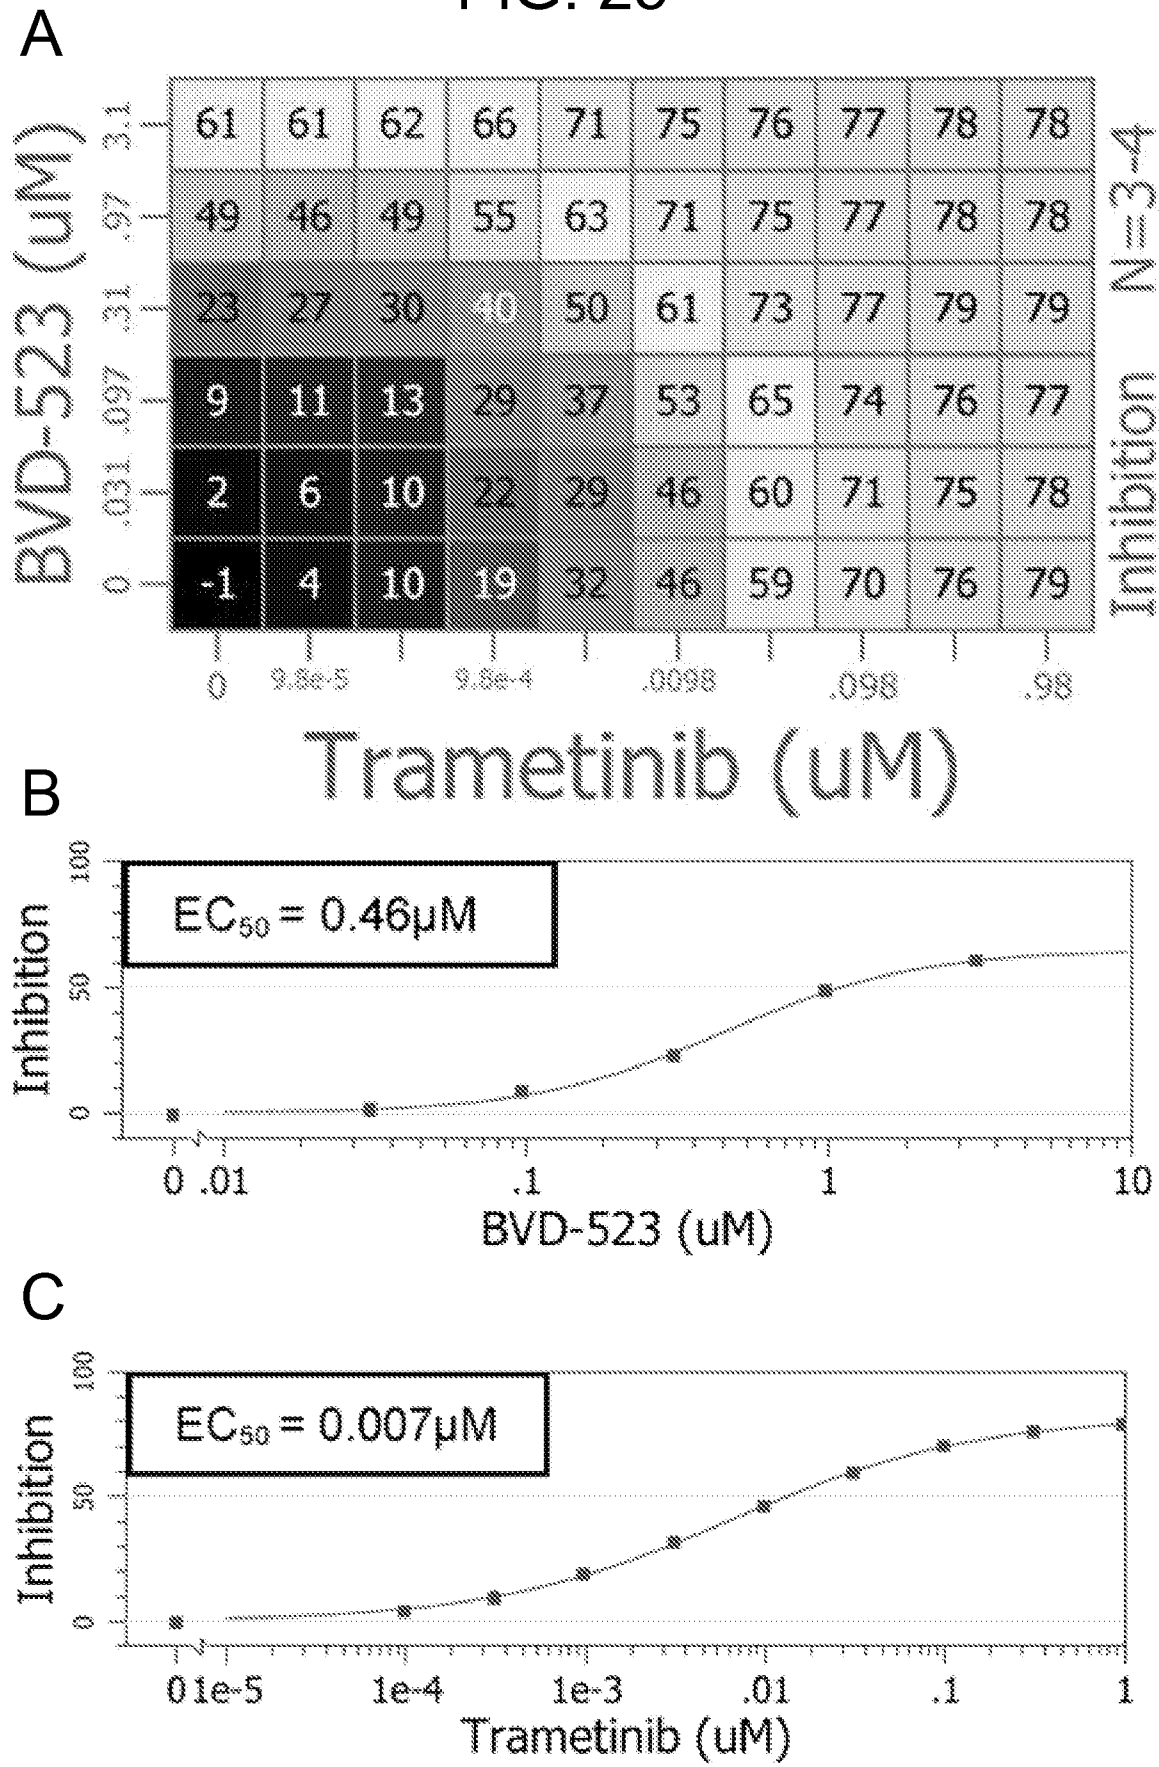 A
3.1 61 61 62 66 71 75 76 77 78 78
.97 49 46 49 55 63 71 75 77 78 78
.31 23 27 30 40 50 61 73 77 79 79
.097 9 11 13 29 37 53 65 74 76 77
.031 2 6 10 22 29 46 60 71 75 78
0 -1 4 10 19 32 46 59 70 76 79
BVD-523 (uM)
Inhibition N=3-4
0 9.8e-5 9.8e-4 .0098 .098 .98
Trametinib (uM)
B
EC50 = 0.46µM
Inhibition
100
50
0
0 .01 .1 1 10
BVD-523 (uM)
C
EC50 = 0.007µM
Inhibition
100
50
0
0 1e-5 1e-4 1e-3 .01 .1 1
Trametinib (uM)